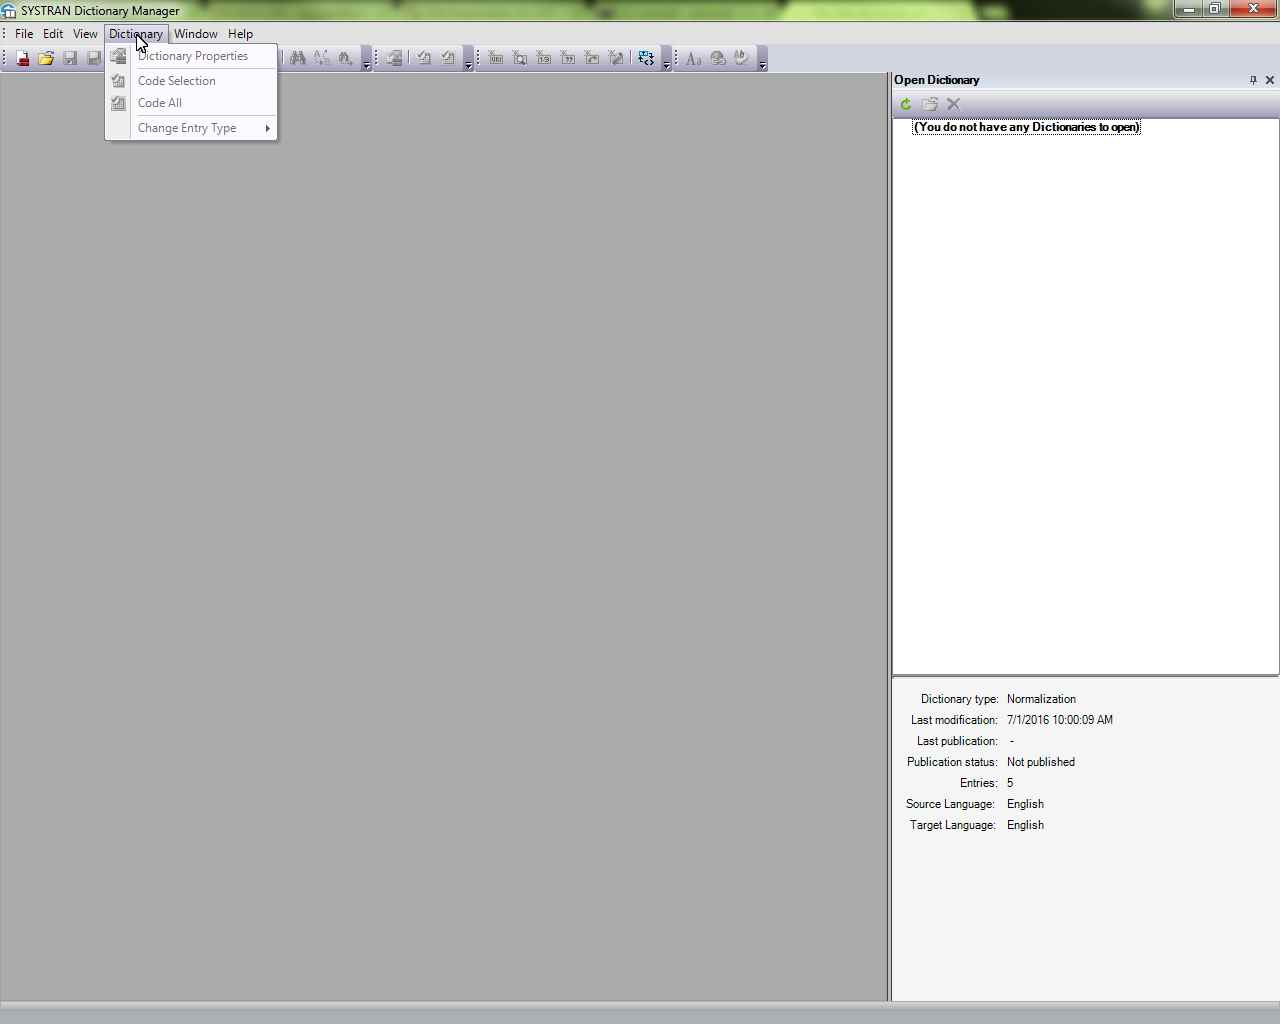 SYSTRAN Dictionary Manager
File Edit View Dictionary Window Help
Dictionary Properties
Code Selection
Code All
Change Entry Type
Open Dictionary
(You do not have any Dictionaries to open)
Dictionary type: Normalization
Last modification: 7/1/2016 10:00:09 AM
Last publication: -
Publication status: Not published
Entries: 5
Source Language: English
Target Language: English